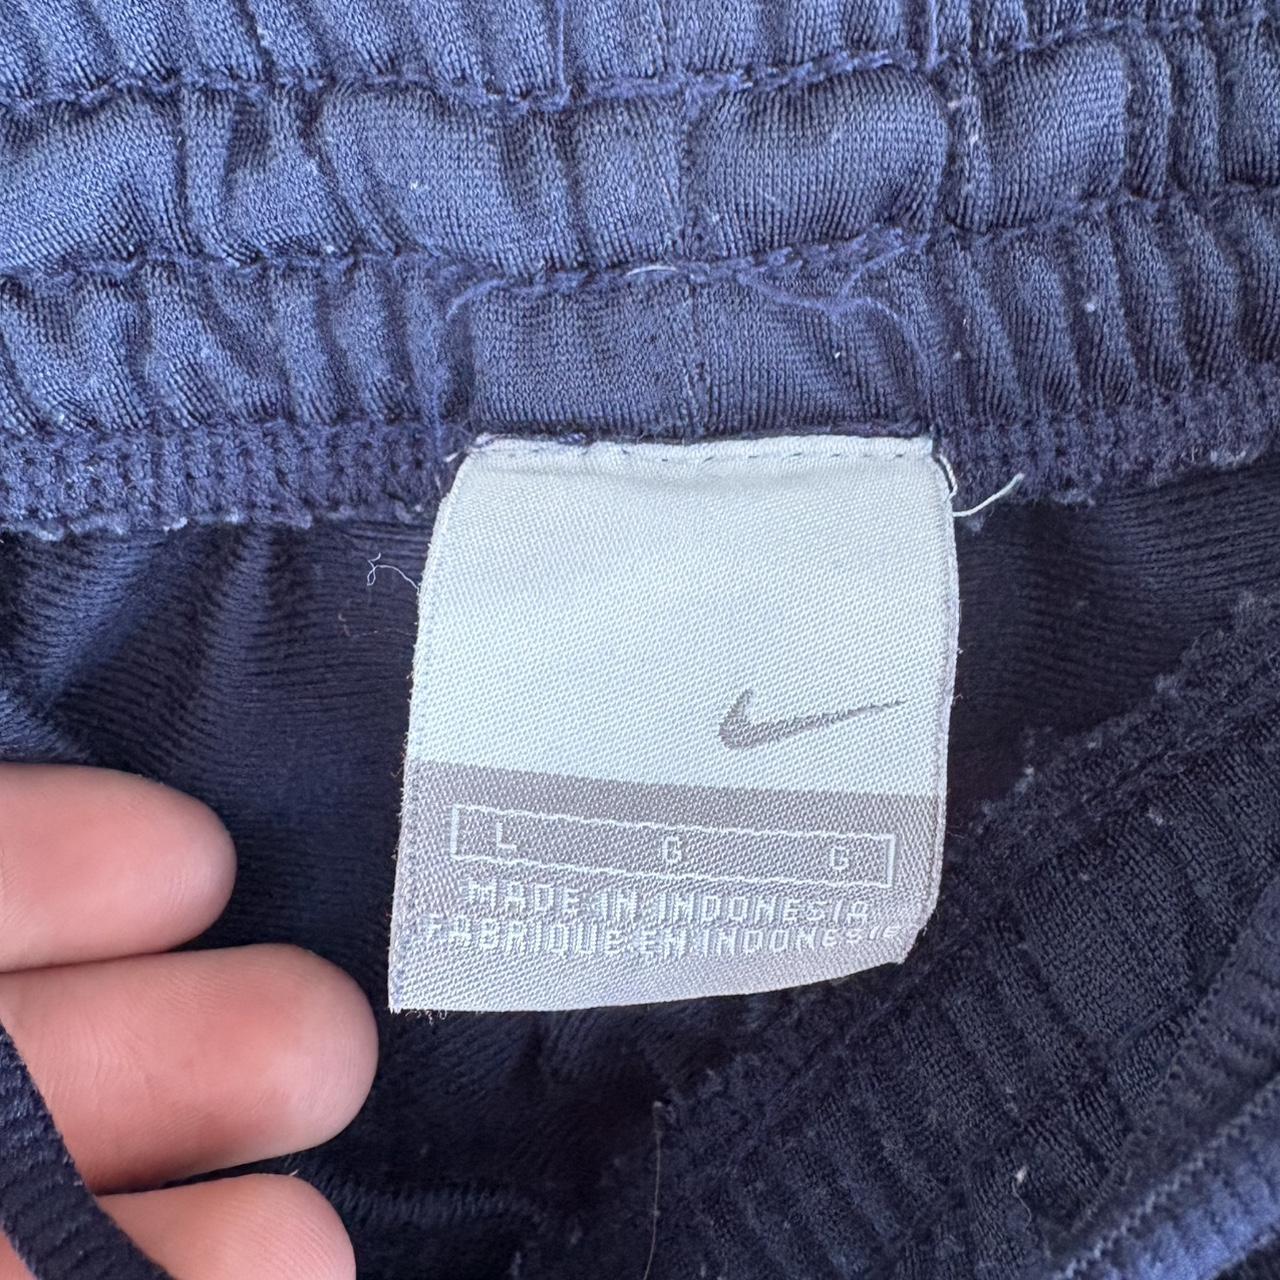 L G G
MADE IN INDONESIA
FABRIQUE EN INDONESIE